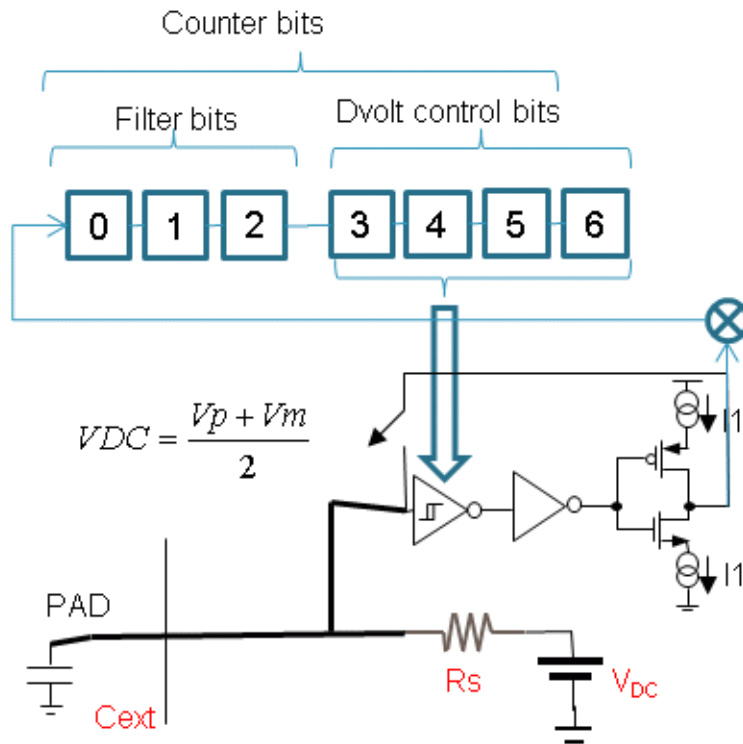 Counter bits
Filter bits
Dvolt control bits
0 1 2 3 4 5 6
I1
VDC = (Vp + Vm) / 2
I1
PAD
Rs
VDC
Cext